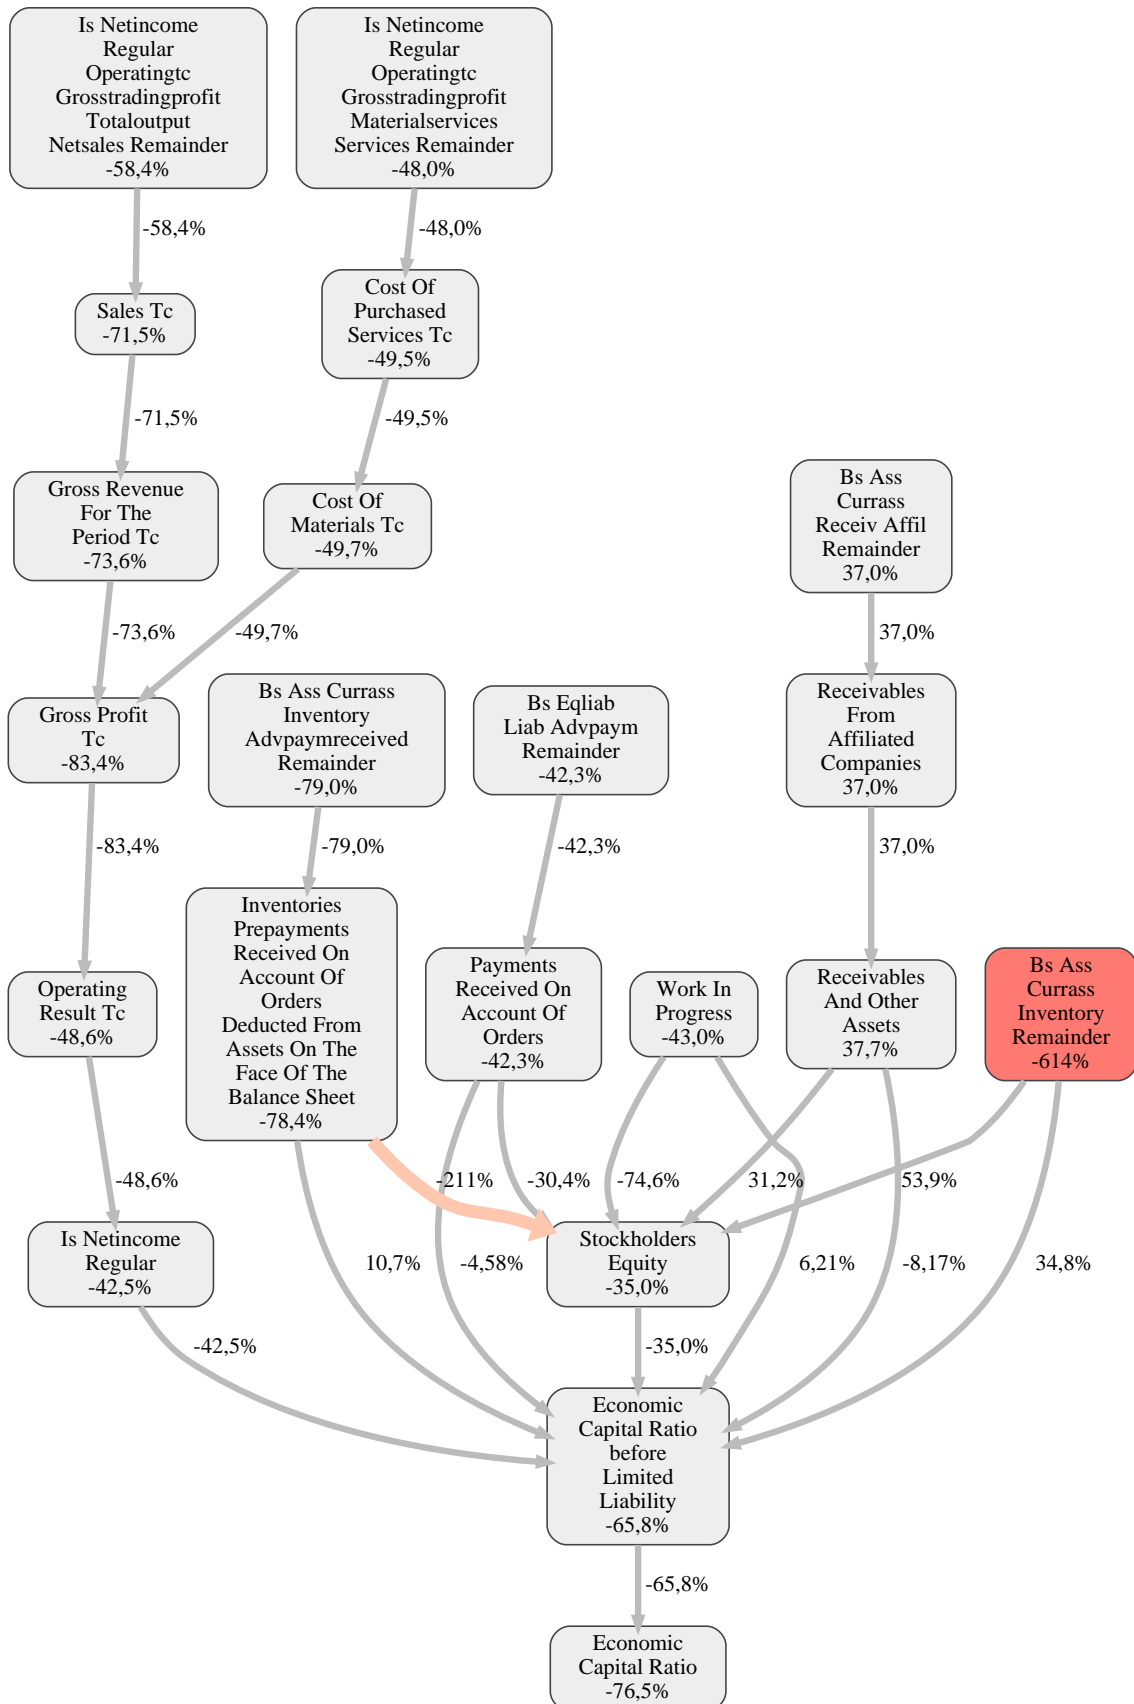 Is Netincome
Regular
Operatingtc
Grosstradingprofit
Totaloutput
Netsales Remainder
-58,4%
Is Netincome
Regular
Operatingtc
Grosstradingprofit
Materialservices
Services Remainder
-48,0%
-58,4%
-48,0%
Sales Tc
-71,5%
Cost Of
Purchased
Services Tc
-49,5%
-71,5%
-49,5%
Gross Revenue
For The
Period Tc
-73,6%
Cost Of
Materials Tc
-49,7%
Bs Ass
Currass
Receiv Affil
Remainder
37,0%
-73,6%
-49,7%
37,0%
Gross Profit
Tc
-83,4%
Bs Ass Currass
Inventory
Advpaymreceived
Remainder
-79,0%
Bs Eqliab
Liab Advpaym
Remainder
-42,3%
Receivables
From
Affiliated
Companies
37,0%
-83,4%
-79,0%
-42,3%
37,0%
Operating
Result Tc
-48,6%
Inventories
Prepayments
Received On
Account Of
Orders
Deducted From
Assets On The
Face Of The
Balance Sheet
-78,4%
Payments
Received On
Account Of
Orders
-42,3%
Work In
Progress
-43,0%
Receivables
And Other
Assets
37,7%
Bs Ass
Currass
Inventory
Remainder
-614%
-48,6%
-211%
-30,4%
-74,6%
31,2%
53,9%
Is Netincome
Regular
-42,5%
10,7%
-4,58%
Stockholders
Equity
-35,0%
6,21%
-8,17%
34,8%
-42,5%
-35,0%
Economic
Capital Ratio
before
Limited
Liability
-65,8%
-65,8%
Economic
Capital Ratio
-76,5%